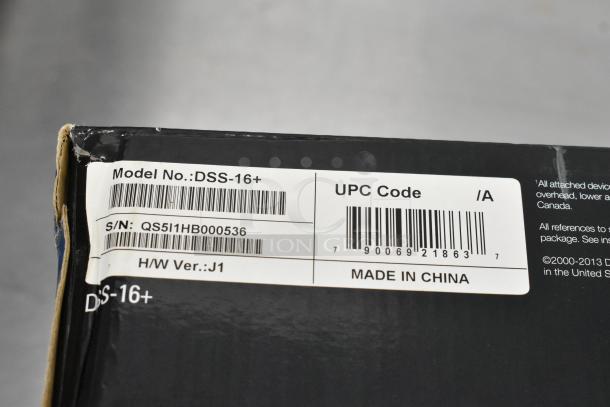 Model No.:DSS-16+
S/N: QS5I1HB000536
H/W Ver.:J1
UPC Code /A
7 90069 21863 7
MADE IN CHINA
DSS-16+
¹All attached devic
overhead, lower a
Canada.
All references to
package. See ins
©2000-2013 D
in the United S